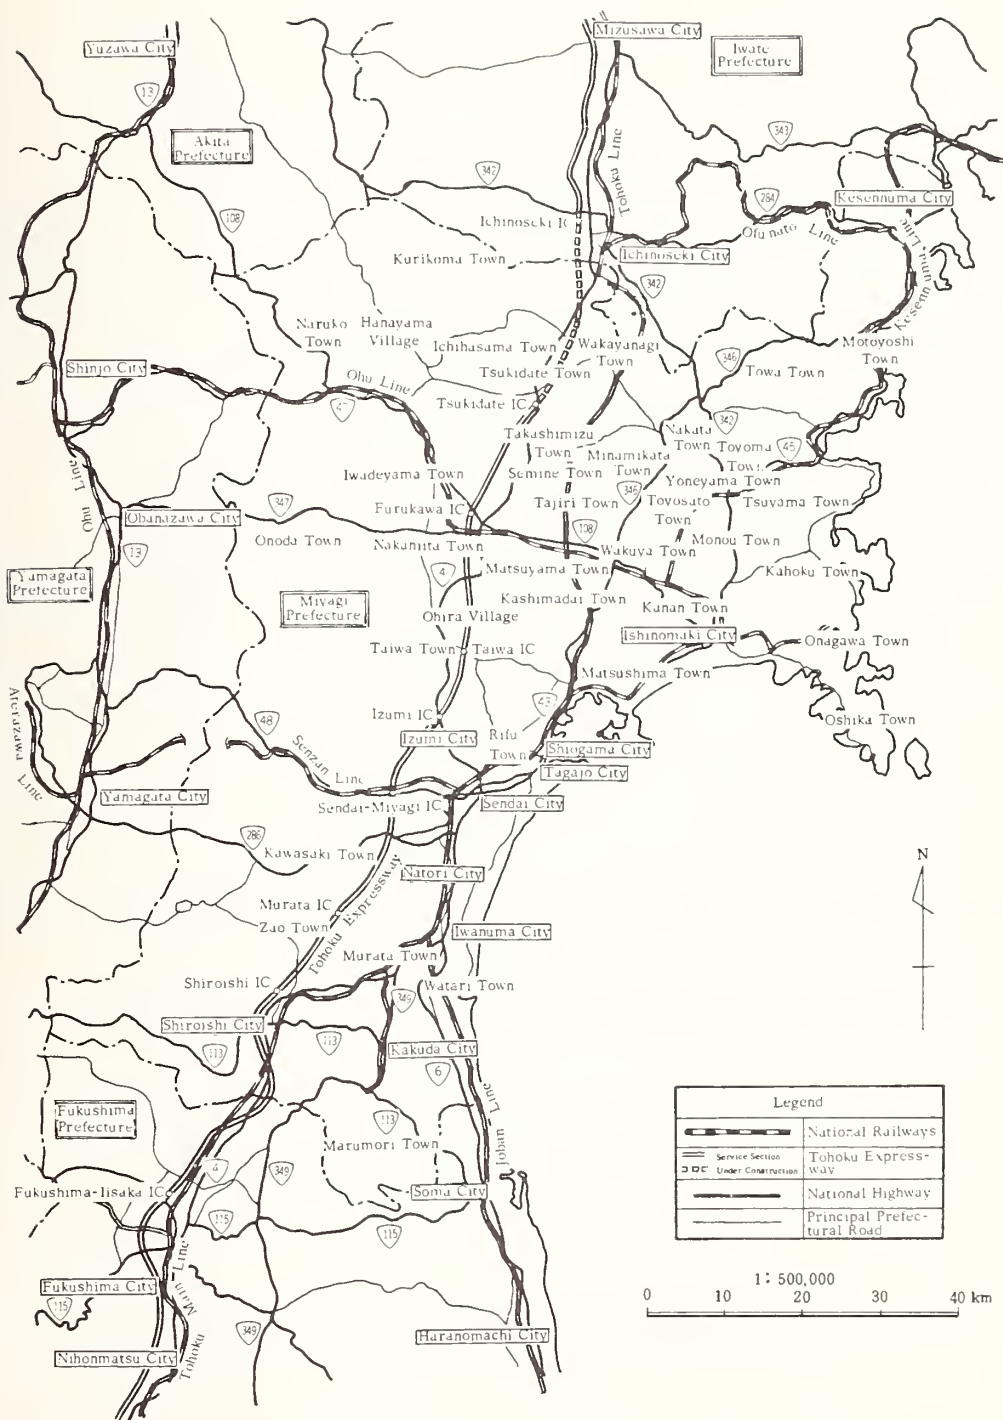 Mizusawa City
Yuzawa City
Iwate
Prefecture
13
Akita
Prefecture
343
342
Tohoku Line
108
284
Kesennuma City
Ichinoseki IC
Ofunato Line
Kurikoma Town
Ichinoseki City
342
Kesennuma Line
Naruko
Town
Hanayama
Village
Ichihasama Town
Wakayanagi
Town
Motoyoshi
Town
346
Shinjo City
Tsukidate Town
Towa Town
Ohu Line
47
Tsukidate IC
Takashimizu
Town
Nakata
Town
342
Toyoma
Town
45
Minamikata
Town
Iwadeyama Town
Semine Town
Yoneyama Town
Ohu Line
347
Furukawa IC
Tajiri Town
346
Toyosato
Town
Tsuyama Town
Obanazawa City
108
Onoda Town
Nakaniita Town
Wakuya Town
Monou Town
13
Yamagata
Prefecture
4
Matsuyama Town
Kahoku Town
Miyagi
Prefecture
Kashimadai Town
Kanan Town
Ohira Village
Ishinomaki City
Taiwa Town
Taiwa IC
Onagawa Town
Matsushima Town
Aterazawa Line
Izumi IC
45
Oshika Town
48
Senzan Line
Izumi City
Rifu
Town
Shiogama City
Tagajo City
Yamagata City
Sendai-Miyagi IC
Sendai City
286
Kawasaki Town
N
Natori City
Tohoku Expressway
Murata IC
Zao Town
Iwanuma City
Murata Town
Shiroishi IC
Watari Town
349
Shiroishi City
113
113
Kakuda City
6
Joban Line
Fukushima
Prefecture
113
Marumori Town
4
349
Fukushima-Iisaka IC
Soma City
115
115
Fukushima City
115
Tohoku Main Line
349
Haranomachi City
Nihonmatsu City
Legend
National Railways
Service Section
Under Construction
Tohoku Express-
way
National Highway
Principal Prefec-
tural Road
1 : 500,000
0 10 20 30 40 km